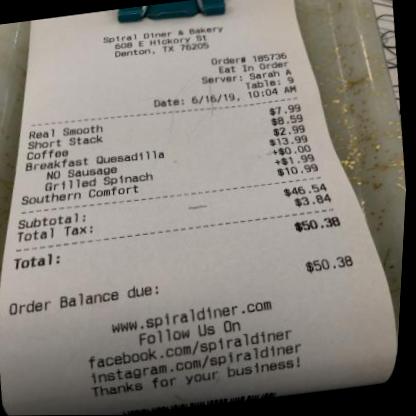 Spiral Diner & Bakery
608 E Hickory St
Denton, TX 76205
Order# 185736
Eat In Order
Server: Sarah A
Table: 9
Date: 6/16/19, 10:04 AM
Real Smooth $7.99
Short Stack $8.59
Coffee $2.99
Breakfast Quesadilla $13.99
NO Sausage +$0.00
Grilled Spinach +$1.99
Southern Comfort $10.99
Subtotal: $46.54
Total Tax: $3.84
Total: $50.38
Order Balance due: $50.38
www.spiraldiner.com
Follow Us On
facebook.com/spiraldiner
instagram.com/spiraldiner
Thanks for your business!